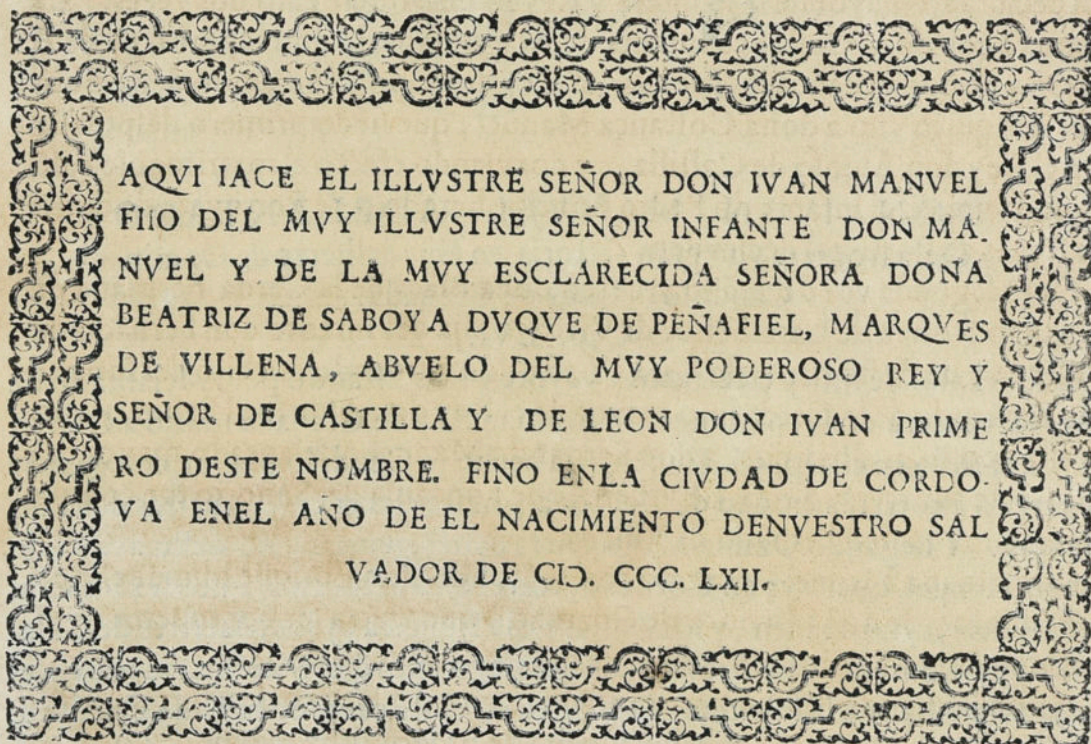 AQVI IACE EL ILLVSTRE SEÑOR DON IVAN MANVEL
FIIO DEL MVY ILLVSTRE SEÑOR INFANTE DON MA.
NVEL Y DE LA MVY ESCLARECIDA SEÑORA DONA
BEATRIZ DE SABOYA DVQVE DE PEÑAFIEL, MARQVES
DE VILLENA, ABVELO DEL MVY PODEROSO REY Y
SEÑOR DE CASTILLA Y DE LEON DON IVAN PRIME
RO DESTE NOMBRE. FINO ENLA CIVDAD DE CORDO-
VA ENEL AÑO DE EL NACIMIENTO DENVESTRO SAL
VADOR DE CIↃ. CCC. LXII.